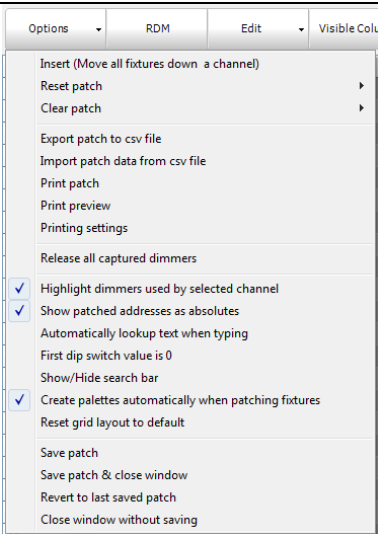 Options RDM Edit Visible Colu
Insert (Move all fixtures down a channel)
Reset patch
Clear patch
Export patch to csv file
Import patch data from csv file
Print patch
Print preview
Printing settings
Release all captured dimmers
Highlight dimmers used by selected channel
Show patched addresses as absolutes
Automatically lookup text when typing
First dip switch value is 0
Show/Hide search bar
Create palettes automatically when patching fixtures
Reset grid layout to default
Save patch
Save patch & close window
Revert to last saved patch
Close window without saving